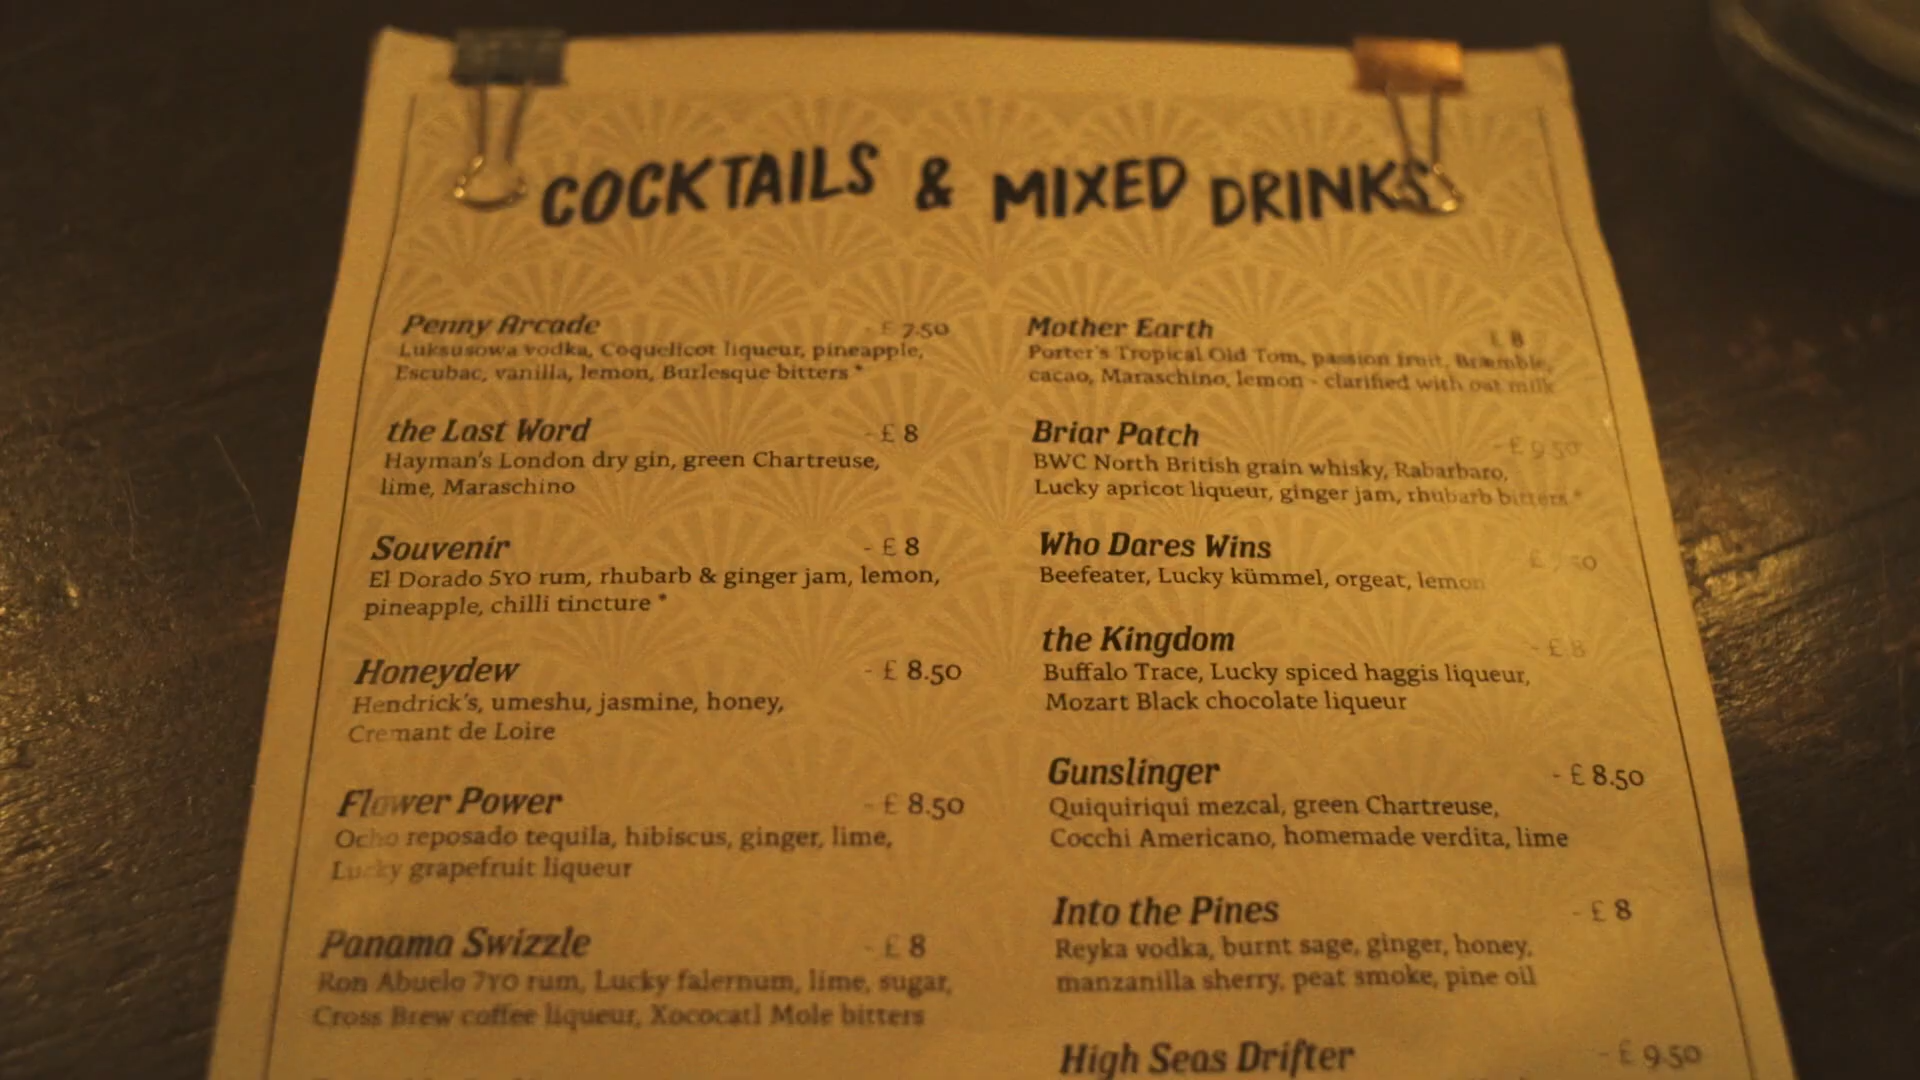 COCKTAILS & MIXED DRINKS
Penny Arcade - £ 7.50
Luksusowa vodka, Coquelicot liqueur, pineapple,
Escubac, vanilla, lemon, Burlesque bitters *
the Last Word - £ 8
Hayman's London dry gin, green Chartreuse,
lime, Maraschino
Souvenir - £ 8
El Dorado 5YO rum, rhubarb & ginger jam, lemon,
pineapple, chilli tincture *
Honeydew - £ 8.50
Hendrick's, umeshu, jasmine, honey,
Cremant de Loire
Flower Power - £ 8.50
Ocho reposado tequila, hibiscus, ginger, lime,
Lucky grapefruit liqueur
Panama Swizzle - £ 8
Ron Abuelo 7YO rum, Lucky falernum, lime, sugar,
Cross Brew coffee liqueur, Xococatl Mole bitters
Mother Earth £ 8
Porter's Tropical Old Tom, passion fruit, Bramble,
cacao, Maraschino, lemon - clarified with oat milk
Briar Patch - £ 9.50
BWC North British grain whisky, Rabarbaro,
Lucky apricot liqueur, ginger jam, rhubarb bitters *
Who Dares Wins
Beefeater, Lucky kümmel, orgeat, lemon
the Kingdom - £ 8
Buffalo Trace, Lucky spiced haggis liqueur,
Mozart Black chocolate liqueur
Gunslinger - £ 8.50
Quiquiriqui mezcal, green Chartreuse,
Cocchi Americano, homemade verdita, lime
Into the Pines - £ 8
Reyka vodka, burnt sage, ginger, honey,
manzanilla sherry, peat smoke, pine oil
High Seas Drifter - £ 9.50